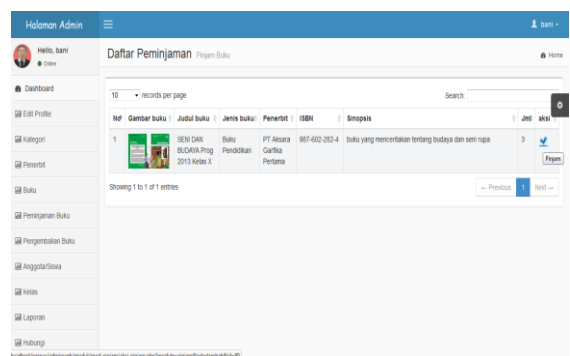 Halaman Admin
bani
Hello, bani
Online
Daftar Peminjaman Pinjam Buku
Home
Dashboard
Edit Profile
Kategori
Penerbit
Buku
Peminjaman Buku
Pengembalian Buku
Anggota/Siswa
Kelas
Laporan
Hubungi
10 records per page
Search:
No Gambar buku Judul buku Jenis buku Penerbit ISBN Sinopsis Jml aksi
1 SENI DAN Buku PT Aksara 967-602-282-4 buku yang menceritakan tentang budaya dan seni rupa 3
BUDAYA Prog Pendidikan Garfika
2013 Kelas X Pertama
Pinjam
Showing 1 to 1 of 1 entries
← Previous 1 Next →